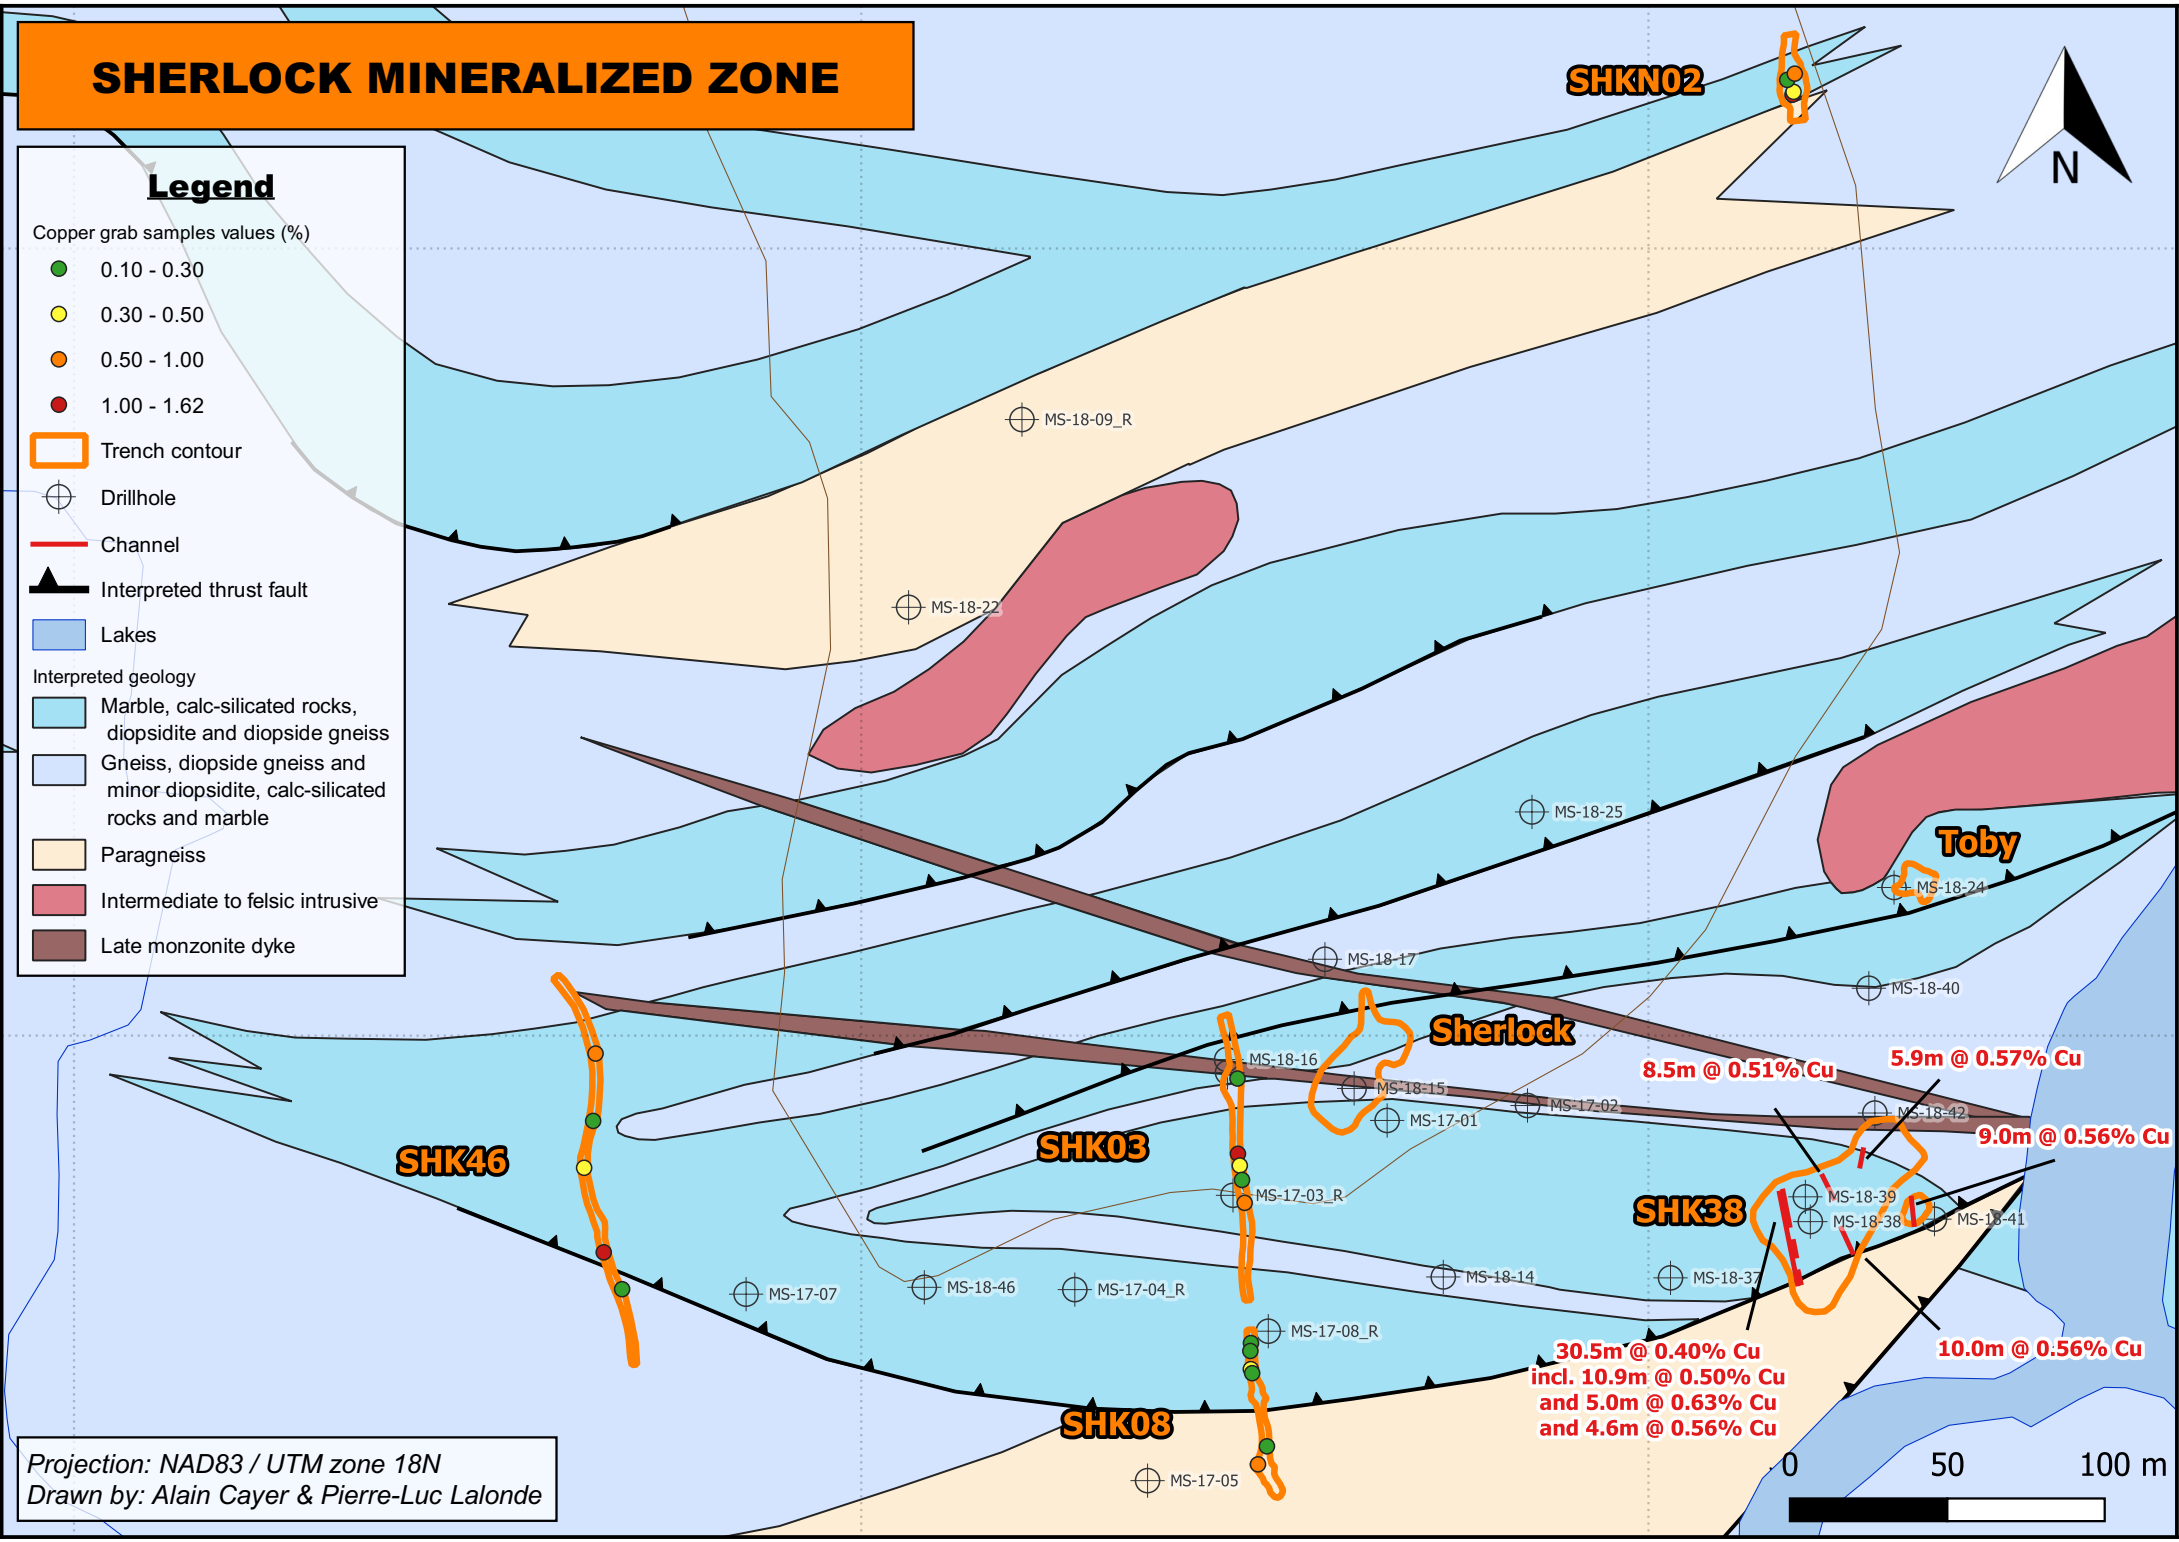 SHERLOCK MINERALIZED ZONE
SHKN02
N
Legend
Copper grab samples values (%)
0.10 - 0.30
0.30 - 0.50
0.50 - 1.00
1.00 - 1.62
Trench contour
Drillhole
Channel
Interpreted thrust fault
Lakes
Interpreted geology
Marble, calc-silicated rocks,
diopsidite and diopside gneiss
Gneiss, diopside gneiss and
minor diopsidite, calc-silicated
rocks and marble
Paragneiss
Intermediate to felsic intrusive
Late monzonite dyke
MS-18-09_R
MS-18-22
MS-18-25
Toby
MS-18-24
MS-18-17
MS-18-40
Sherlock
MS-18-16
8.5m @ 0.51% Cu
5.9m @ 0.57% Cu
MS-18-15
MS-17-02
MS-18-42
MS-17-01
9.0m @ 0.56% Cu
SHK03
SHK46
MS-17-03_R
SHK38
MS-18-39
MS-18-38
MS-18-41
MS-17-07
MS-18-46
MS-17-04_R
MS-18-14
MS-18-37
MS-17-08_R
30.5m @ 0.40% Cu
incl. 10.9m @ 0.50% Cu
and 5.0m @ 0.63% Cu
and 4.6m @ 0.56% Cu
10.0m @ 0.56% Cu
SHK08
MS-17-05
Projection: NAD83 / UTM zone 18N
Drawn by: Alain Cayer & Pierre-Luc Lalonde
0 50 100 m